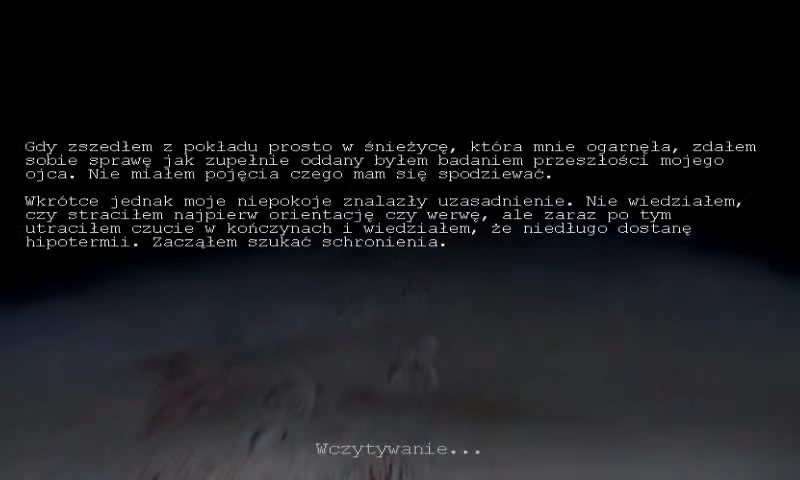 Gdy zszedłem z pokładu prosto w śnieżycę, która mnie ogarnęła, zdałem
sobie sprawę jak zupełnie oddany byłem badaniem przeszłości mojego
ojca. Nie miałem pojęcia czego mam się spodziewać.
Wkrótce jednak moje niepokoje znalazły uzasadnienie. Nie wiedziałem,
czy straciłem najpierw orientację czy werwę, ale zaraz po tym
utraciłem czucie w kończynach i wiedziałem, że niedługo dostanę
hipotermii. Zacząłem szukać schronienia.
Wczytywanie...